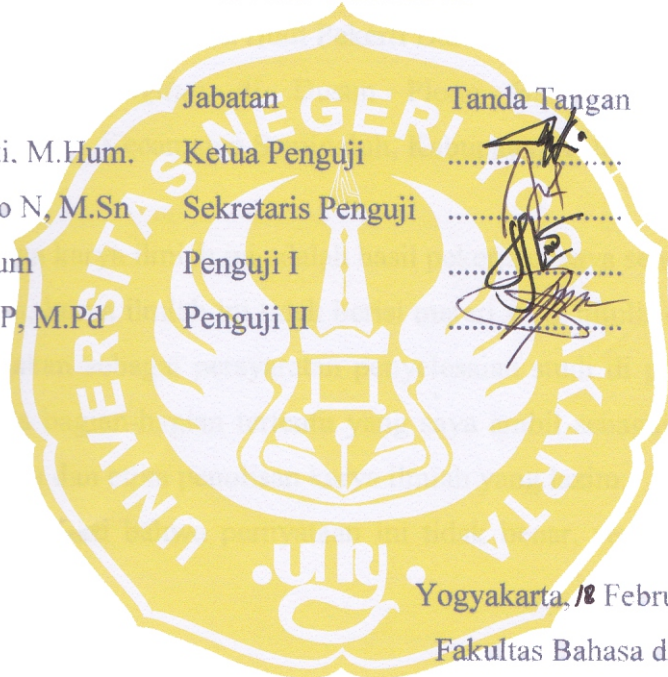 Jabatan Tanda Tangan
i. M.Hum. Ketua Penguji ....................
o N, M.Sn Sekretaris Penguji ....................
um Penguji I ....................
P, M.Pd Penguji II ....................
UNIVERSITAS NEGERI YOGYAKARTA
uny
Yogyakarta, 18 Febru
Fakultas Bahasa d